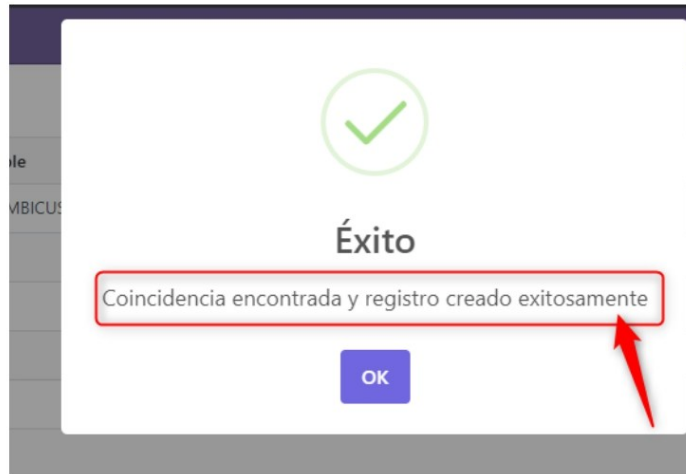 ble
MBICUS
Éxito
Coincidencia encontrada y registro creado exitosamente
OK